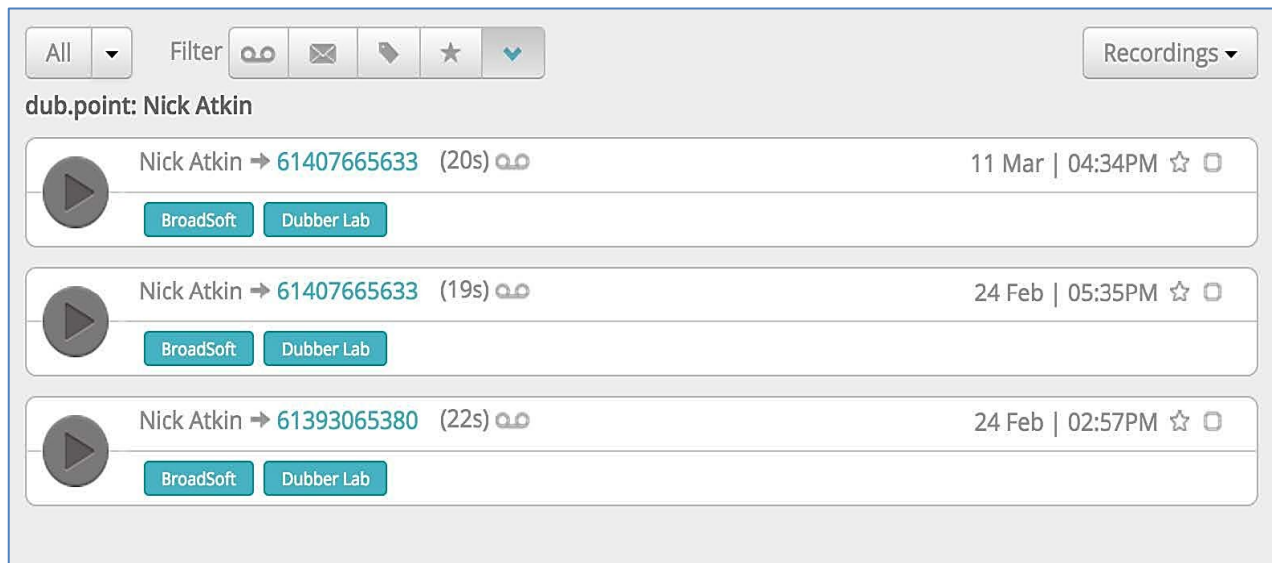 All Filter Recordings
dub.point: Nick Atkin
Nick Atkin 61407665633 (20s) 11 Mar | 04:34PM
BroadSoft Dubber Lab
Nick Atkin 61407665633 (19s) 24 Feb | 05:35PM
BroadSoft Dubber Lab
Nick Atkin 61393065380 (22s) 24 Feb | 02:57PM
BroadSoft Dubber Lab